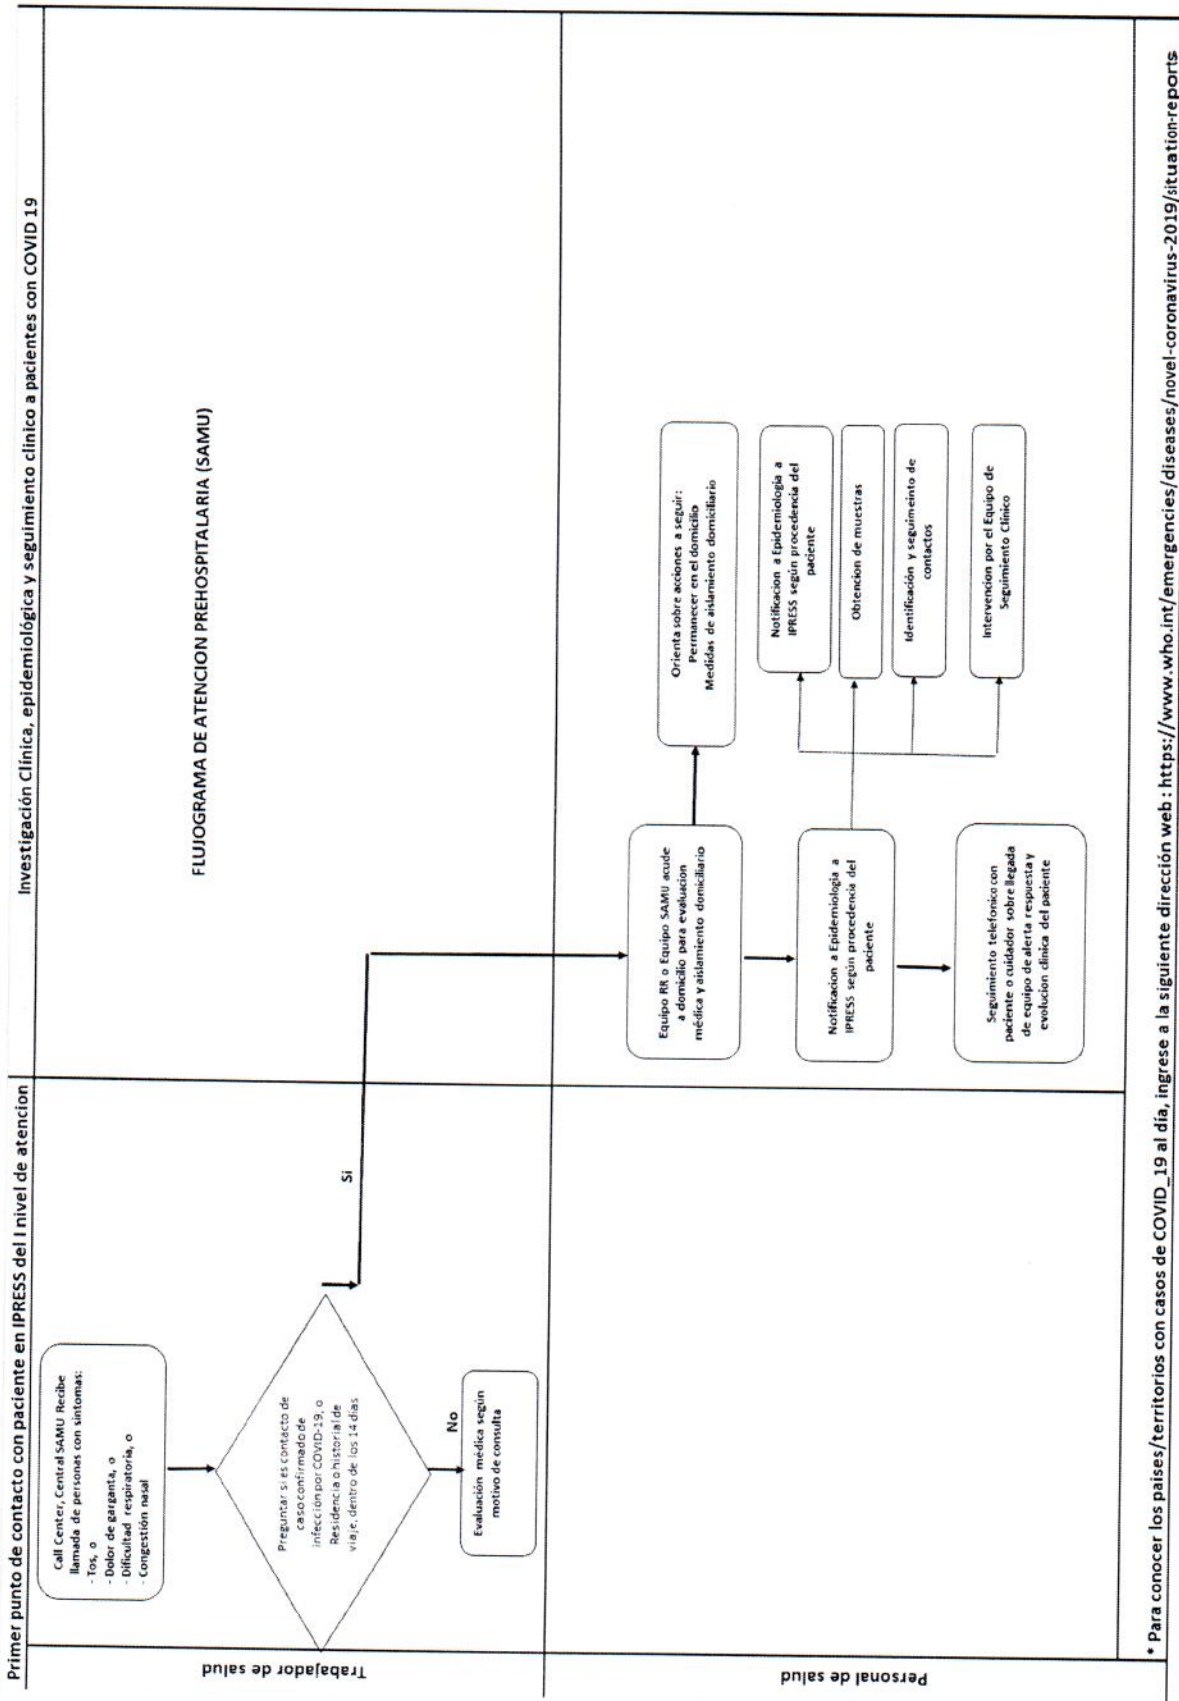 Primer punto de contacto con paciente en IPRESS del I nivel de atencion
Investigación Clínica, epidemiológica y seguimiento clínico a pacientes con COVID 19
FLUJOGRAMA DE ATENCION PREHOSPITALARIA (SAMU)
Trabajador de salud
Call Center, Central SAMU Recibe
llamada de personas con sintomas:
- Tos, o
- Dolor de garganta, o
- Dificultad respiratoria, o
- Congestión nasal
Preguntar si es contacto de
caso confirmado de
infección por COVID-19, o
Residencia o historial de
viaje, dentro de los 14 dias
Si
No
Evaluación médica según
motivo de consulta
Personal de salud
Equipo RR o Equipo SAMU acude
a domicilio para evaluacion
médica y aislamiento domiciliario
Orienta sobre acciones a seguir:
Permanecer en el domicilio
Medidas de aislamiento domiciliario
Notificacion a Epidemiologia a
IPRESS según procedencia del
paciente
Notificacion a Epidemiologia a
IPRESS según procedencia del
paciente
Obtencion de muestras
Identificación y seguimeinto de
contactos
Intervencion por el Equipo de
Seguimiento Clínico
Seguimiento telefonico con
paciente o cuidador sobre llegada
de equipo de alerta respuesta y
evolucion clinica del paciente
* Para conocer los paises/territorios con casos de COVID_19 al día, ingrese a la siguiente dirección web : https://www.who.int/emergencies/diseases/novel-coronavirus-2019/situation-reports